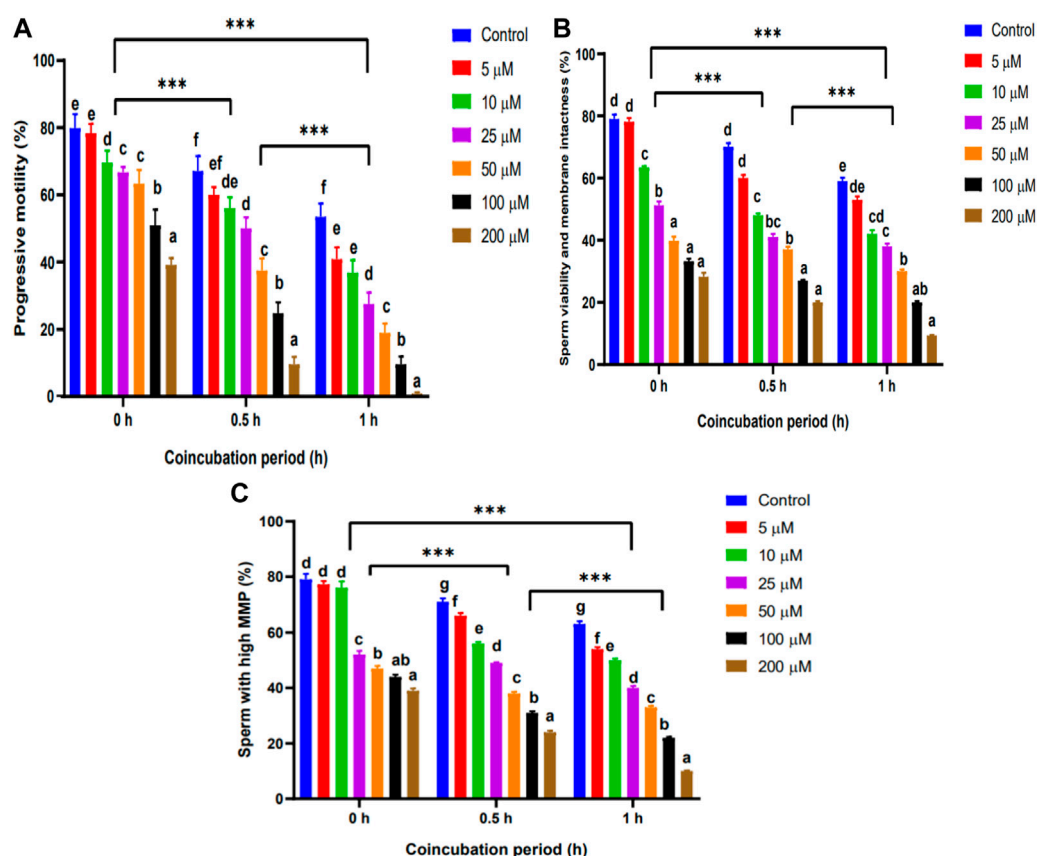 A
***
***
***
Progressive motility (%)
100
80
60
40
20
0
e e d c c b a
f ef de d c b a
f e e d c b a
0 h 0.5 h 1 h
Coincubation period (h)
Control
5 μM
10 μM
25 μM
50 μM
100 μM
200 μM
B
***
***
***
Sperm viability and membrane intactness (%)
100
80
60
40
20
0
d d c b a a a
d d c bc b a a
e de cd c b ab a
0 h 0.5 h 1 h
Coincubation period (h)
Control
5 μM
10 μM
25 μM
50 μM
100 μM
200 μM
C
***
***
***
Sperm with high MMP (%)
100
80
60
40
20
0
d d d c b ab a
g f e d c b a
g f e d c b a
0 h 0.5 h 1 h
Coincubation period (h)
Control
5 μM
10 μM
25 μM
50 μM
100 μM
200 μM